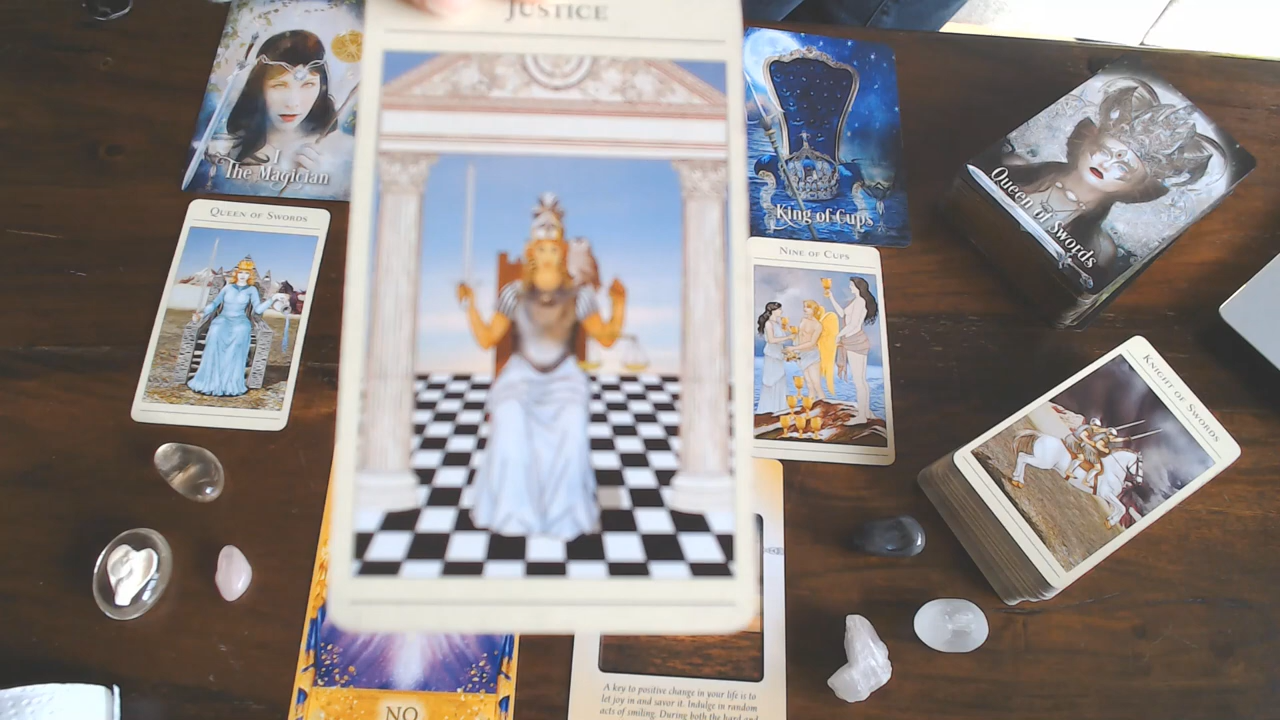 JUSTICE
I
The Magician
King of Cups
Queen of Swords
QUEEN OF SWORDS
NINE OF CUPS
KNIGHT OF SWORDS
NO
A key to positive change in your life is to
let joy in and savor it. Indulge in random
acts of smiling. During both the hard and